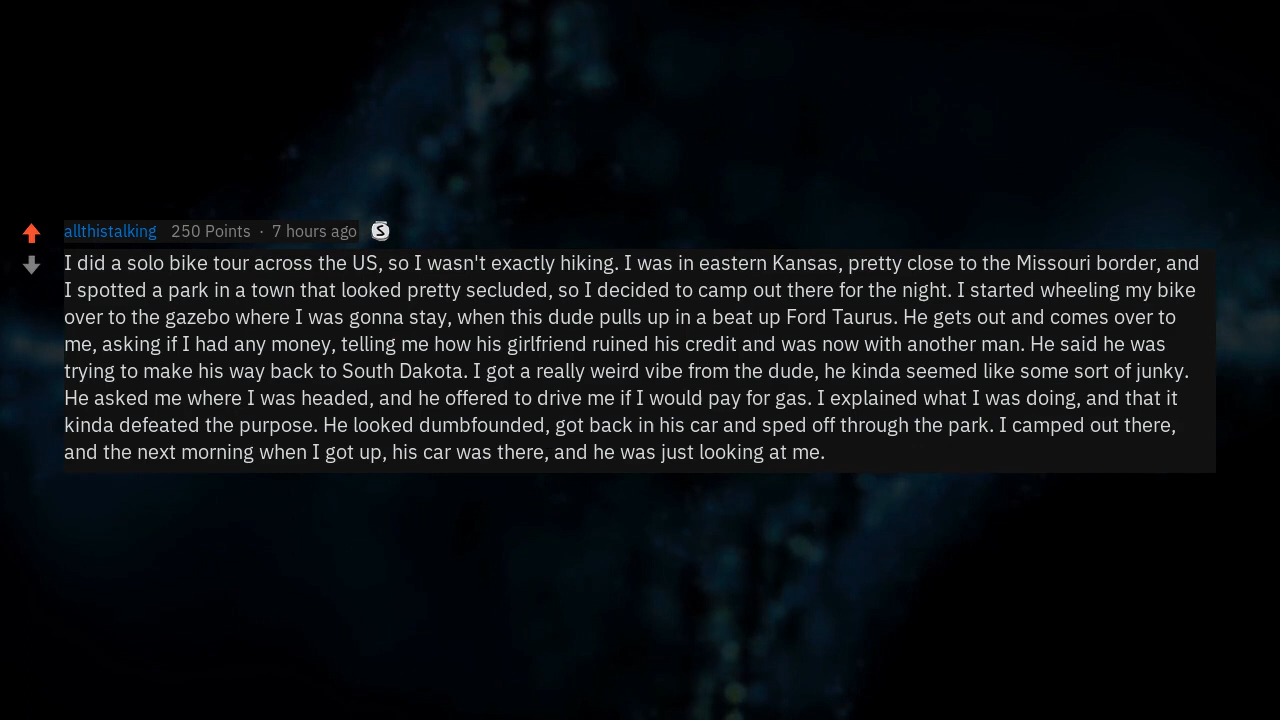 allthistalking 250 Points · 7 hours ago S
I did a solo bike tour across the US, so I wasn't exactly hiking. I was in eastern Kansas, pretty close to the Missouri border, and
I spotted a park in a town that looked pretty secluded, so I decided to camp out there for the night. I started wheeling my bike
over to the gazebo where I was gonna stay, when this dude pulls up in a beat up Ford Taurus. He gets out and comes over to
me, asking if I had any money, telling me how his girlfriend ruined his credit and was now with another man. He said he was
trying to make his way back to South Dakota. I got a really weird vibe from the dude, he kinda seemed like some sort of junky.
He asked me where I was headed, and he offered to drive me if I would pay for gas. I explained what I was doing, and that it
kinda defeated the purpose. He looked dumbfounded, got back in his car and sped off through the park. I camped out there,
and the next morning when I got up, his car was there, and he was just looking at me.